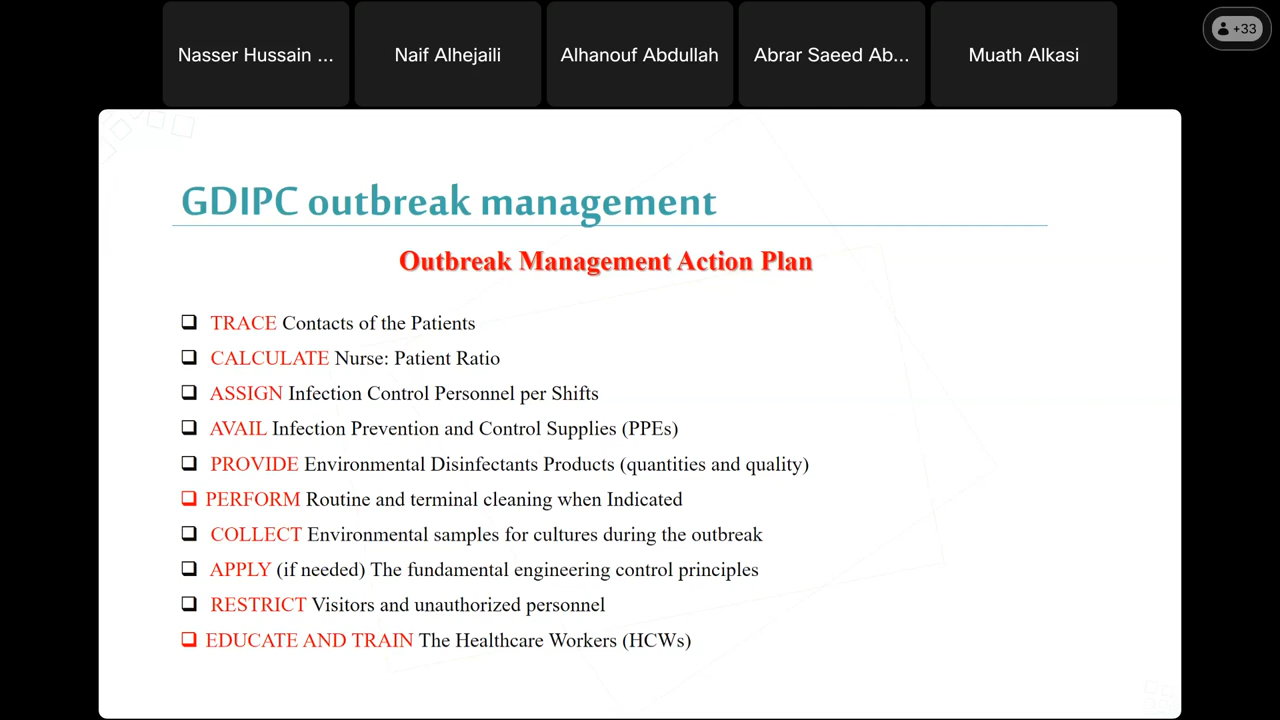 Nasser Hussain ...
Naif Alhejaili
Alhanouf Abdullah
Abrar Saeed Ab...
Muath Alkasi
+33
GDIPC outbreak management
Outbreak Management Action Plan
❑ TRACE Contacts of the Patients
❑ CALCULATE Nurse: Patient Ratio
❑ ASSIGN Infection Control Personnel per Shifts
❑ AVAIL Infection Prevention and Control Supplies (PPEs)
❑ PROVIDE Environmental Disinfectants Products (quantities and quality)
❑ PERFORM Routine and terminal cleaning when Indicated
❑ COLLECT Environmental samples for cultures during the outbreak
❑ APPLY (if needed) The fundamental engineering control principles
❑ RESTRICT Visitors and unauthorized personnel
❑ EDUCATE AND TRAIN The Healthcare Workers (HCWs)